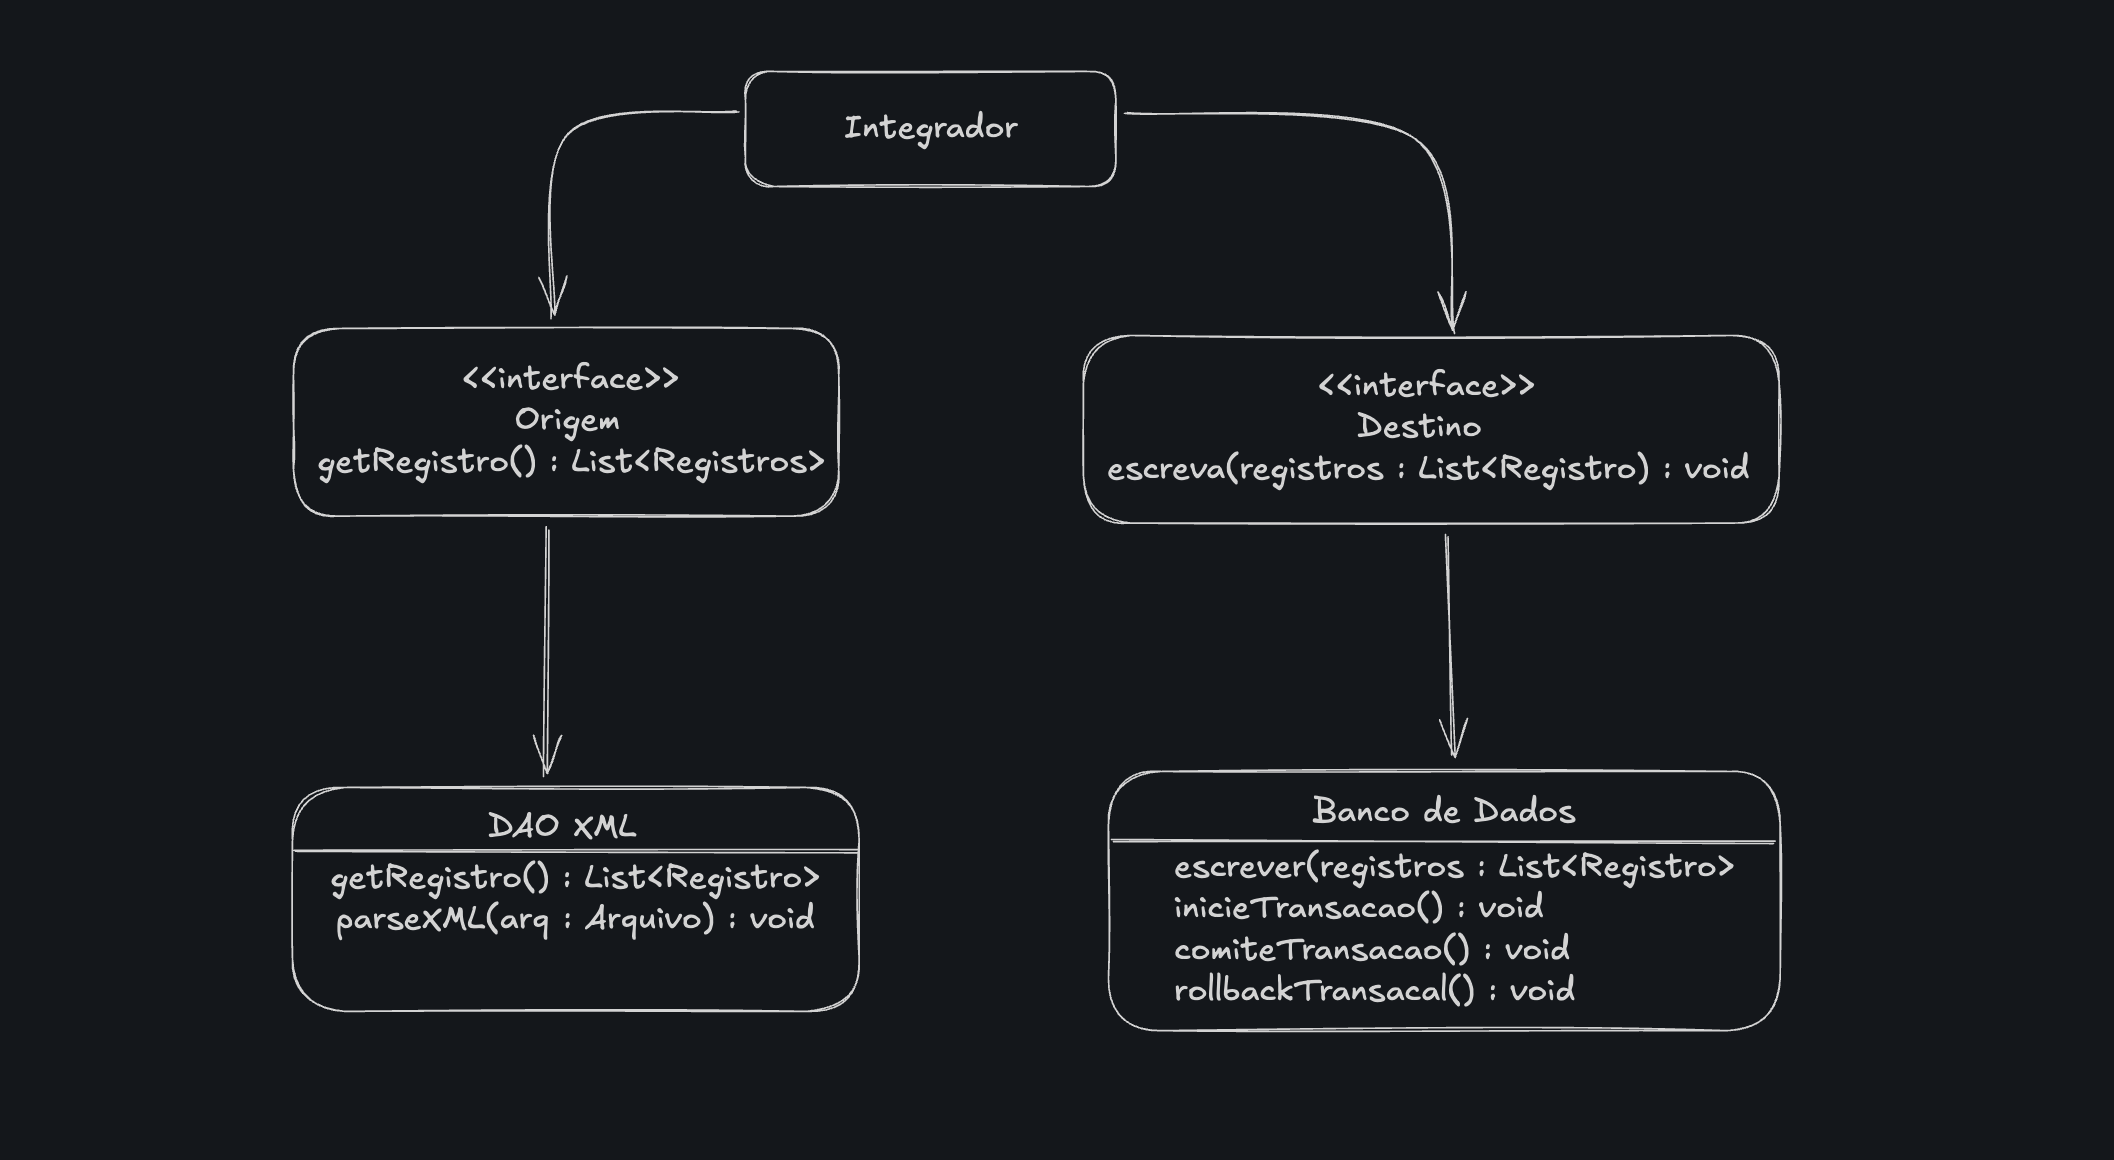 Integrador
<<interface>>
Origem
getRegistro() : List<Registros>
<<interface>>
Destino
escreva(registros : List<Registro) : void
DAO XML
getRegistro() : List<Registro>
parseXML(arq : Arquivo) : void
Banco de Dados
escrever(registros : List<Registro>
inicieTransacao() : void
comiteTransacao() : void
rollbackTransacal() : void